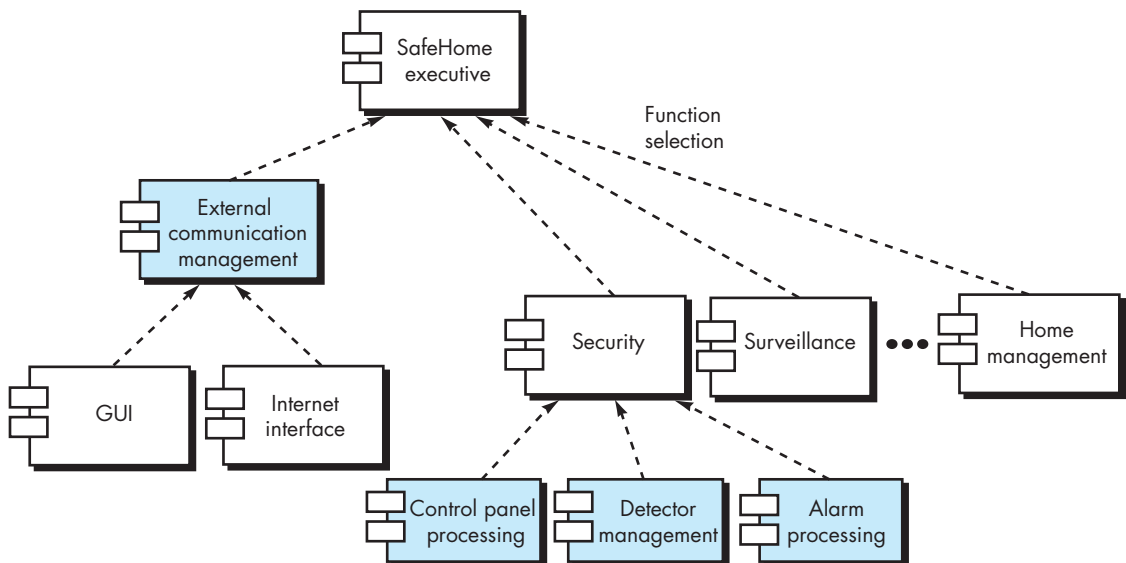 SafeHome
executive
Function
selection
External
communication
management
Security
Surveillance
Home
management
GUI
Internet
interface
Control panel
processing
Detector
management
Alarm
processing